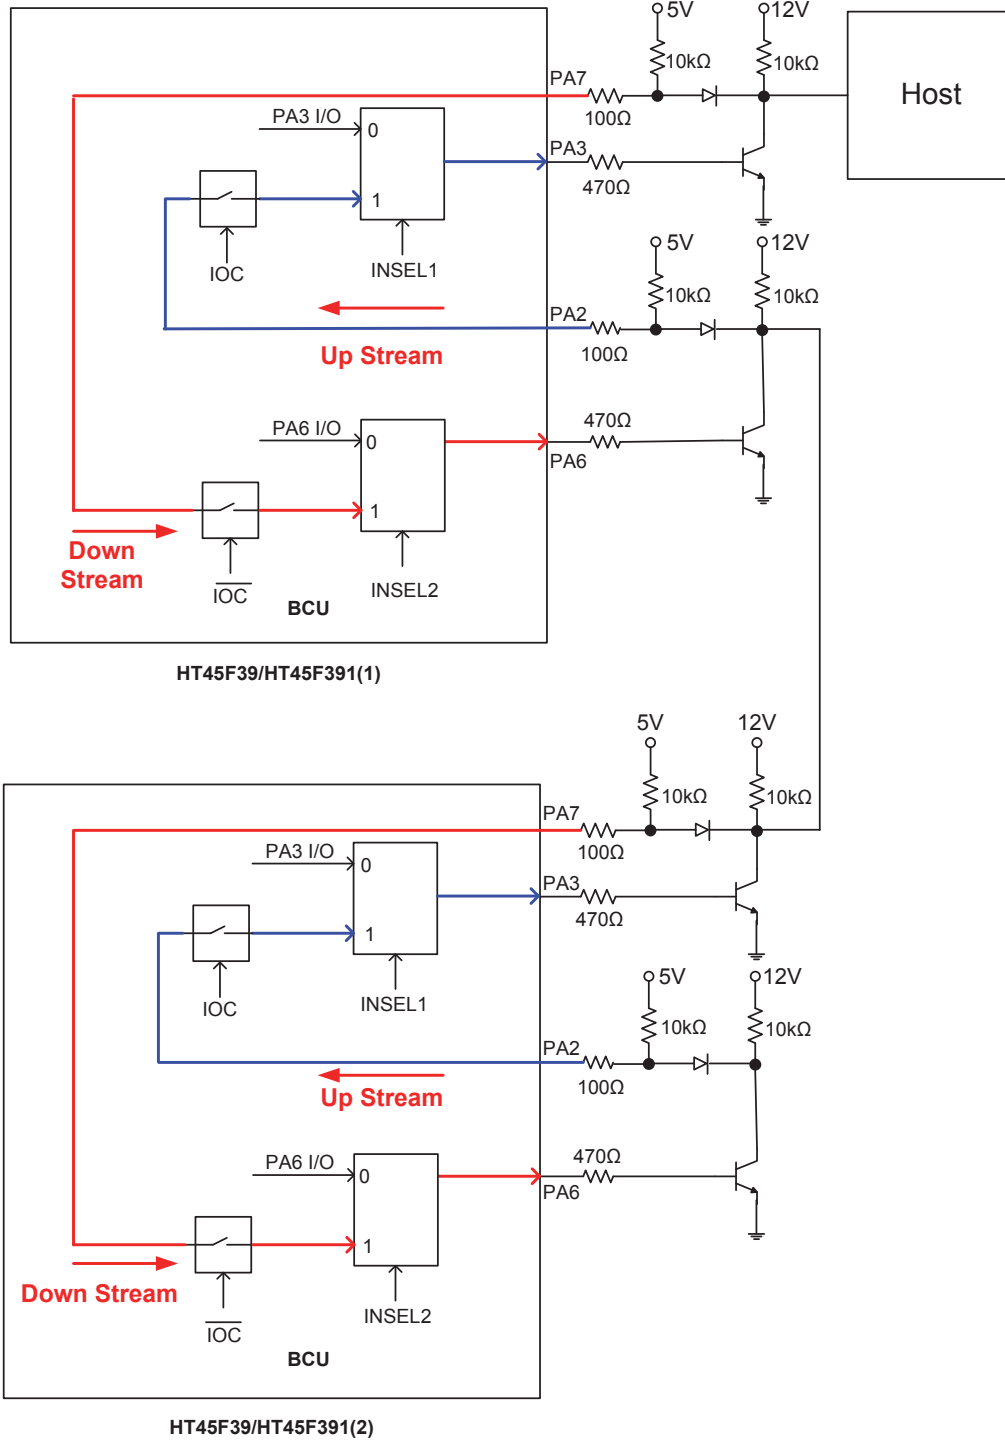 5V
12V
10kΩ
10kΩ
Host
PA7
100Ω
PA3 I/O
0
PA3
470Ω
1
IOC
INSEL1
5V
12V
10kΩ
10kΩ
PA2
100Ω
Up Stream
PA6 I/O
0
470Ω
PA6
1
Down
Stream
IOC
INSEL2
BCU
HT45F39/HT45F391(1)
5V
12V
10kΩ
10kΩ
PA7
100Ω
PA3 I/O
0
PA3
470Ω
1
IOC
INSEL1
5V
12V
10kΩ
10kΩ
PA2
100Ω
Up Stream
PA6 I/O
0
470Ω
PA6
1
Down Stream
IOC
INSEL2
BCU
HT45F39/HT45F391(2)